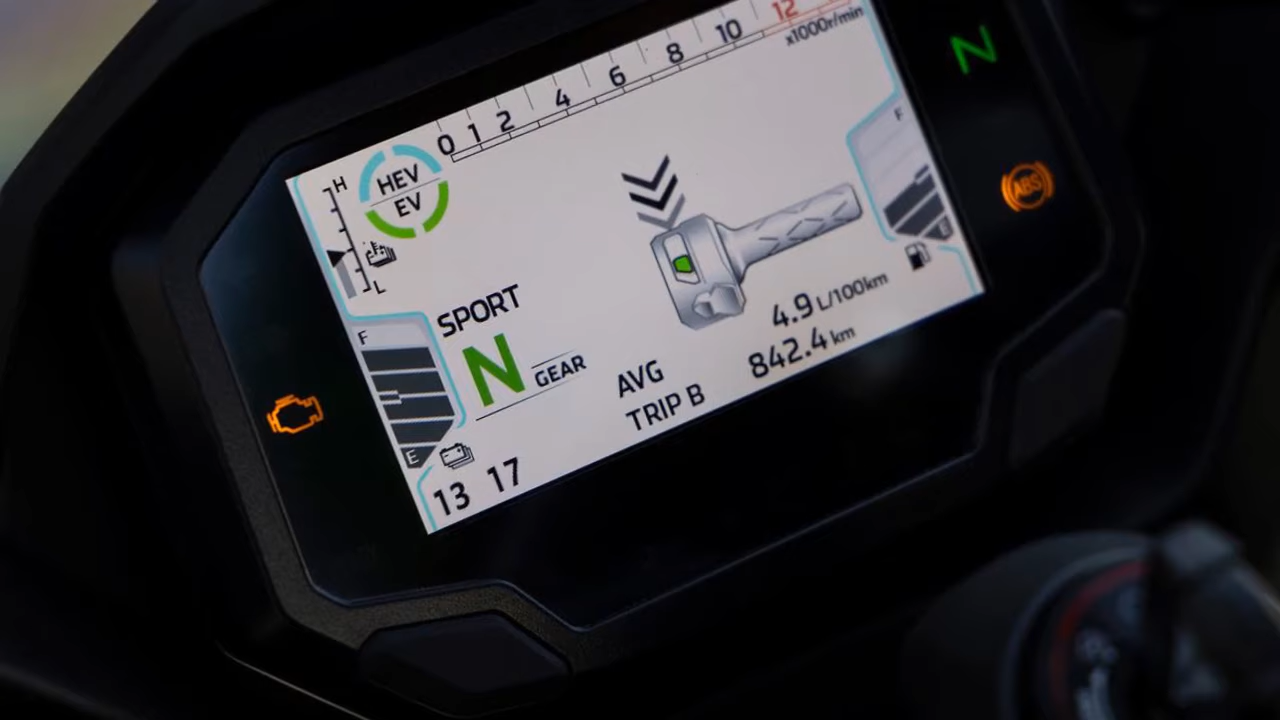 0 1 2 4 6 8 10 12
x1000r/min
N
H
HEV
EV
F
ABS
L
E
SPORT
F
N GEAR
4.9 L/100km
AVG
842.4 km
TRIP B
E
13 17